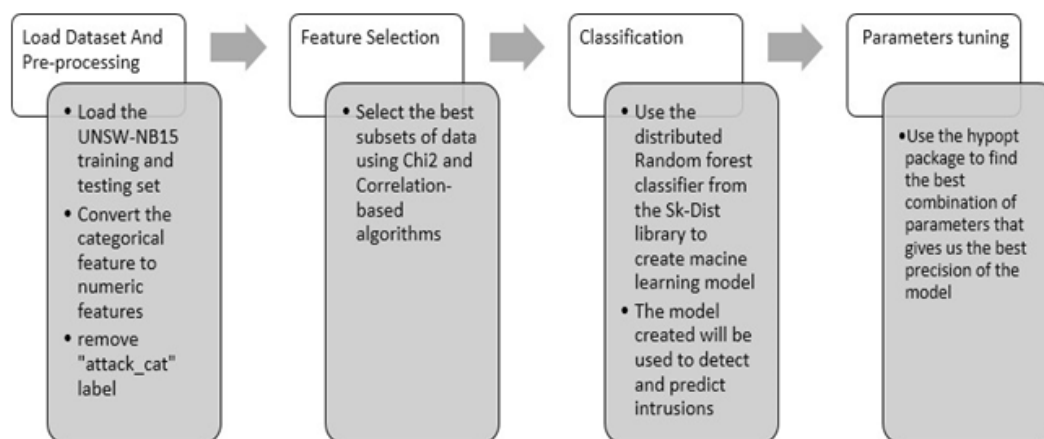 Load Dataset And
Pre-processing
• Load the
UNSW-NB15
training and
testing set
• Convert the
categorical
feature to
numeric
features
• remove
"attack_cat"
label
Feature Selection
• Select the best
subsets of data
using Chi2 and
Correlation-
based
algorithms
Classification
• Use the
distributed
Random forest
classifier from
the Sk-Dist
library to
create macine
learning model
• The model
created will be
used to detect
and predict
intrusions
Parameters tuning
•Use the hypopt
package to find
the best
combination of
parameters that
gives us the best
precision of the
model